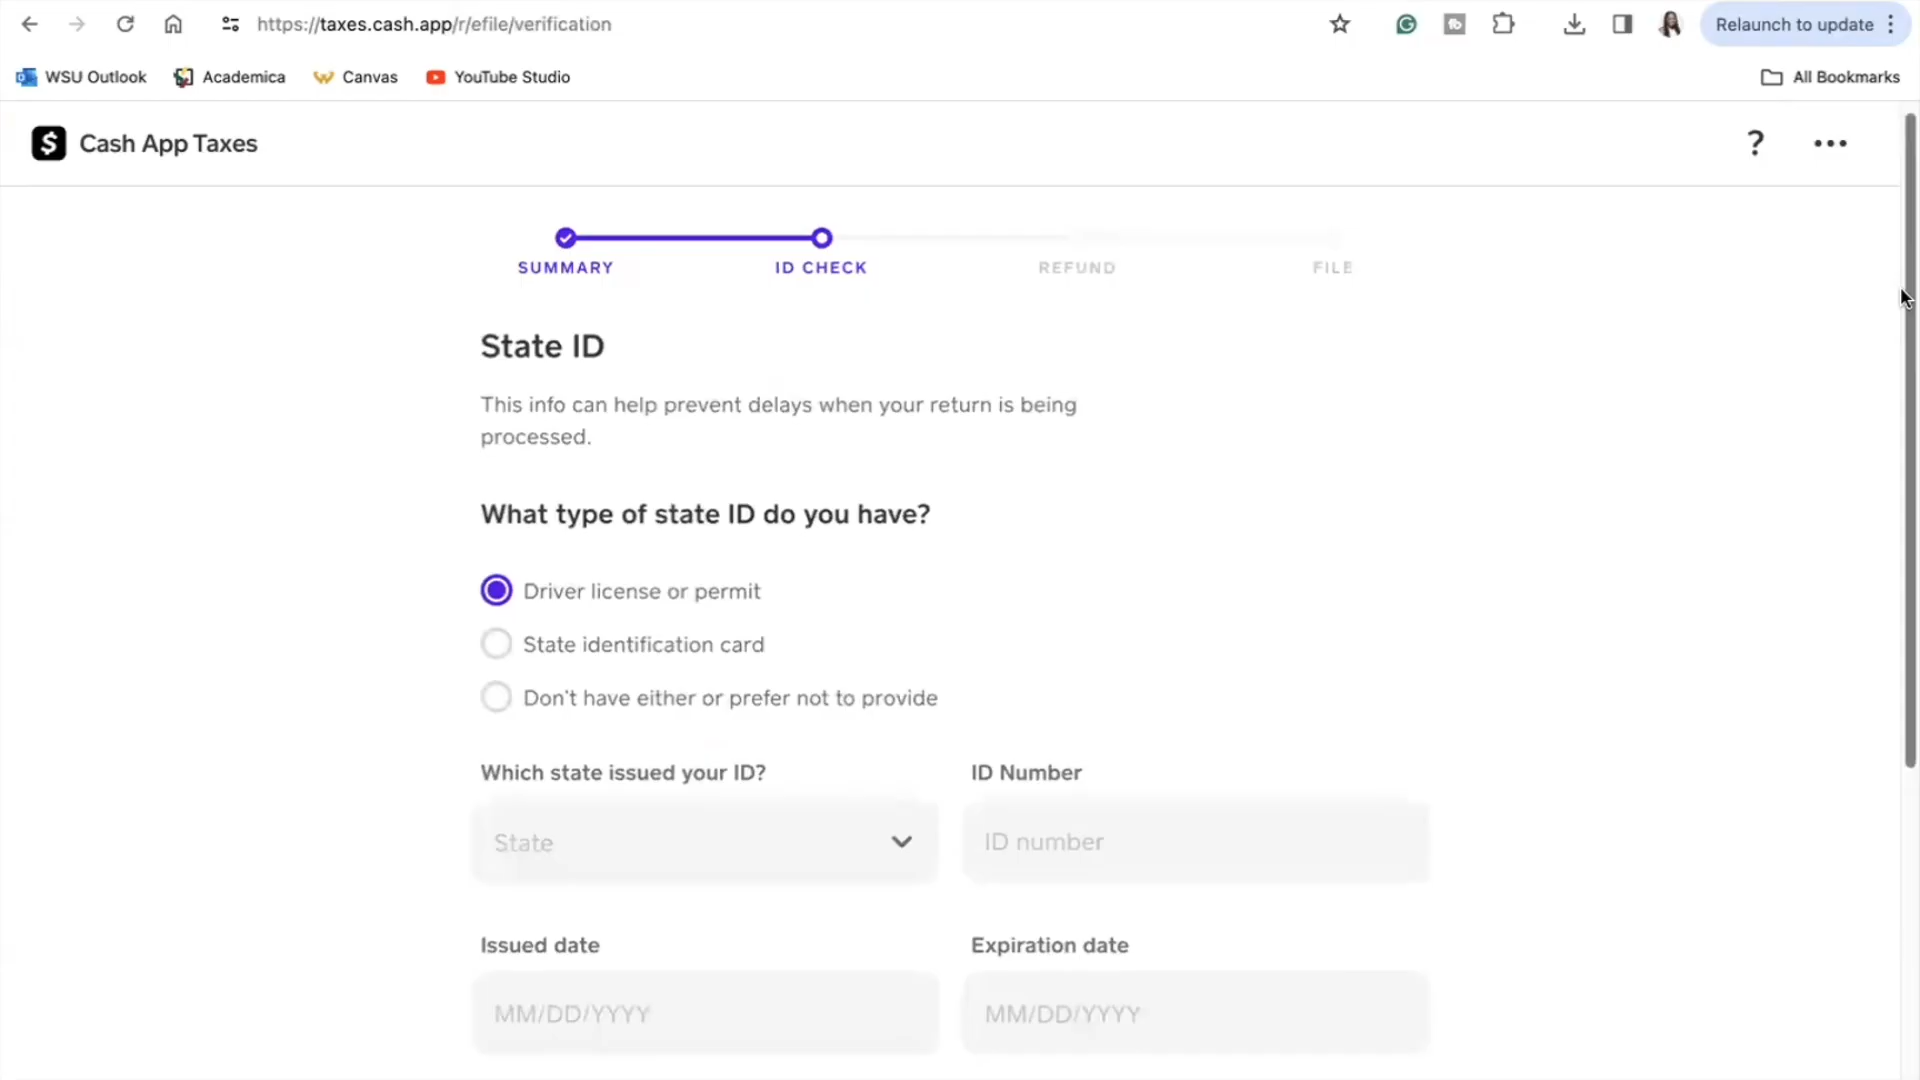 https://taxes.cash.app/r/efile/verification
Relaunch to update
WSU Outlook
Academica
Canvas
YouTube Studio
All Bookmarks
Cash App Taxes
?
SUMMARY
ID CHECK
REFUND
FILE
State ID
This info can help prevent delays when your return is being
processed.
What type of state ID do you have?
Driver license or permit
State identification card
Don't have either or prefer not to provide
Which state issued your ID?
ID Number
State
ID number
Issued date
Expiration date
MM/DD/YYYY
MM/DD/YYYY